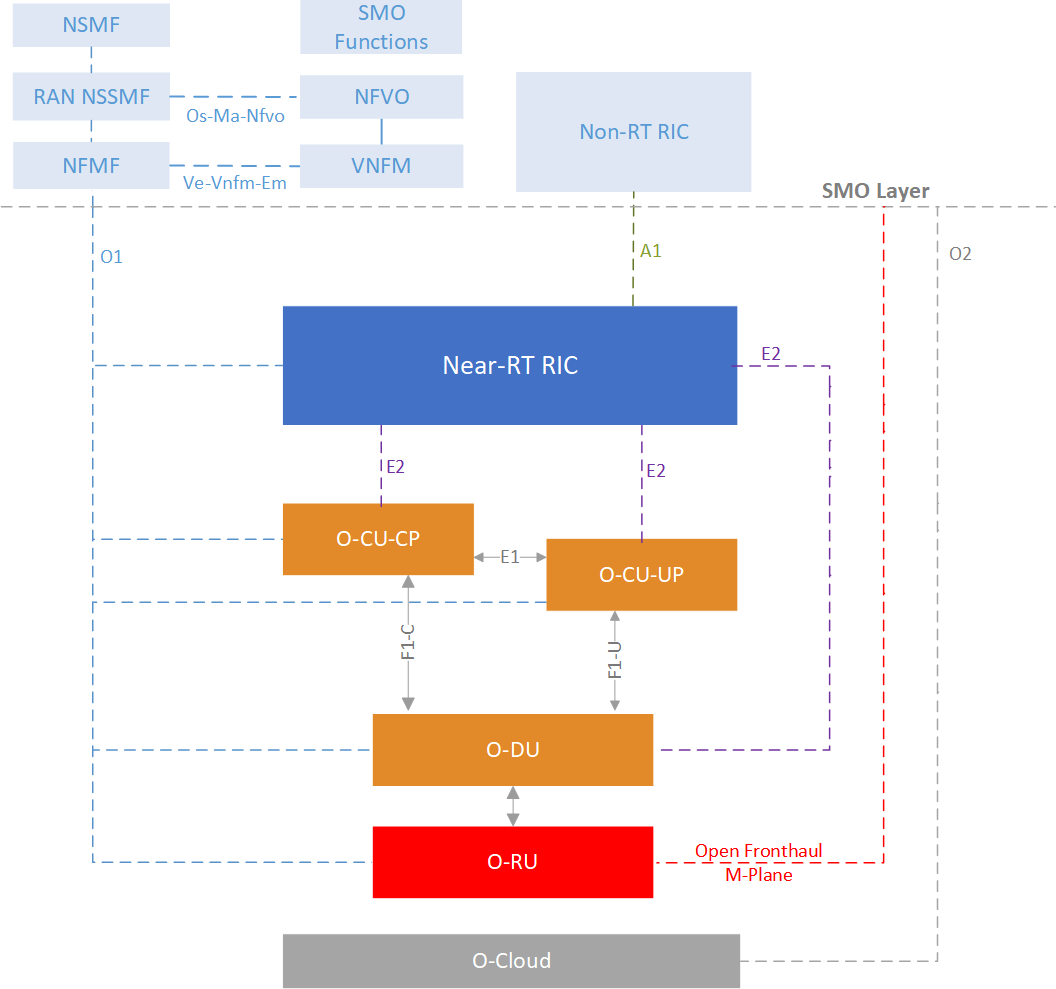 NSMF
SMO
Functions
RAN NSSMF
Os-Ma-Nfvo
NFVO
Non-RT RIC
NFMF
Ve-Vnfm-Em
VNFM
SMO Layer
O1
A1
O2
Near-RT RIC
E2
E2
E2
O-CU-CP
E1
O-CU-UP
F1-C
F1-U
O-DU
O-RU
Open Fronthaul
M-Plane
O-Cloud